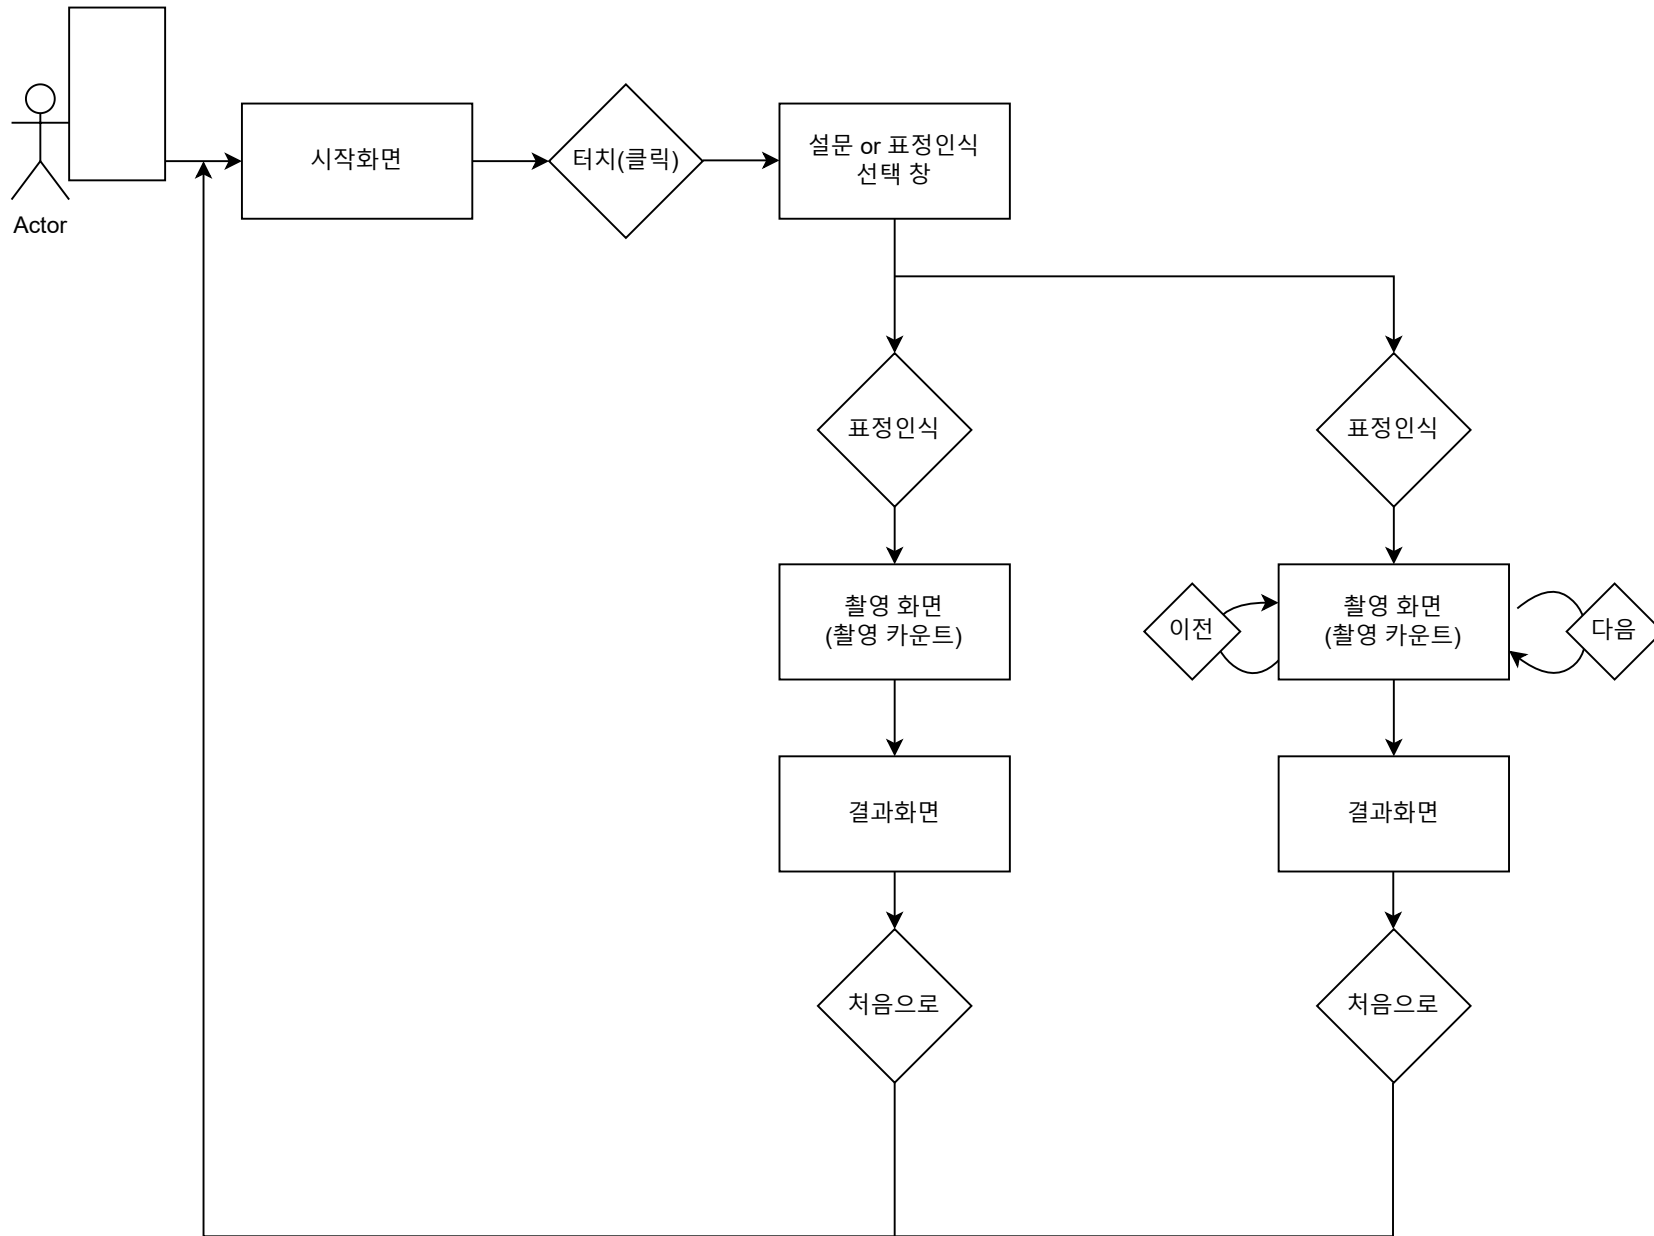 Actor
시작화면
터치(클릭)
설문 or 표정인식
선택 창
표정인식
표정인식
촬영 화면
(촬영 카운트)
이전
촬영 화면
(촬영 카운트)
다음
결과화면
결과화면
처음으로
처음으로